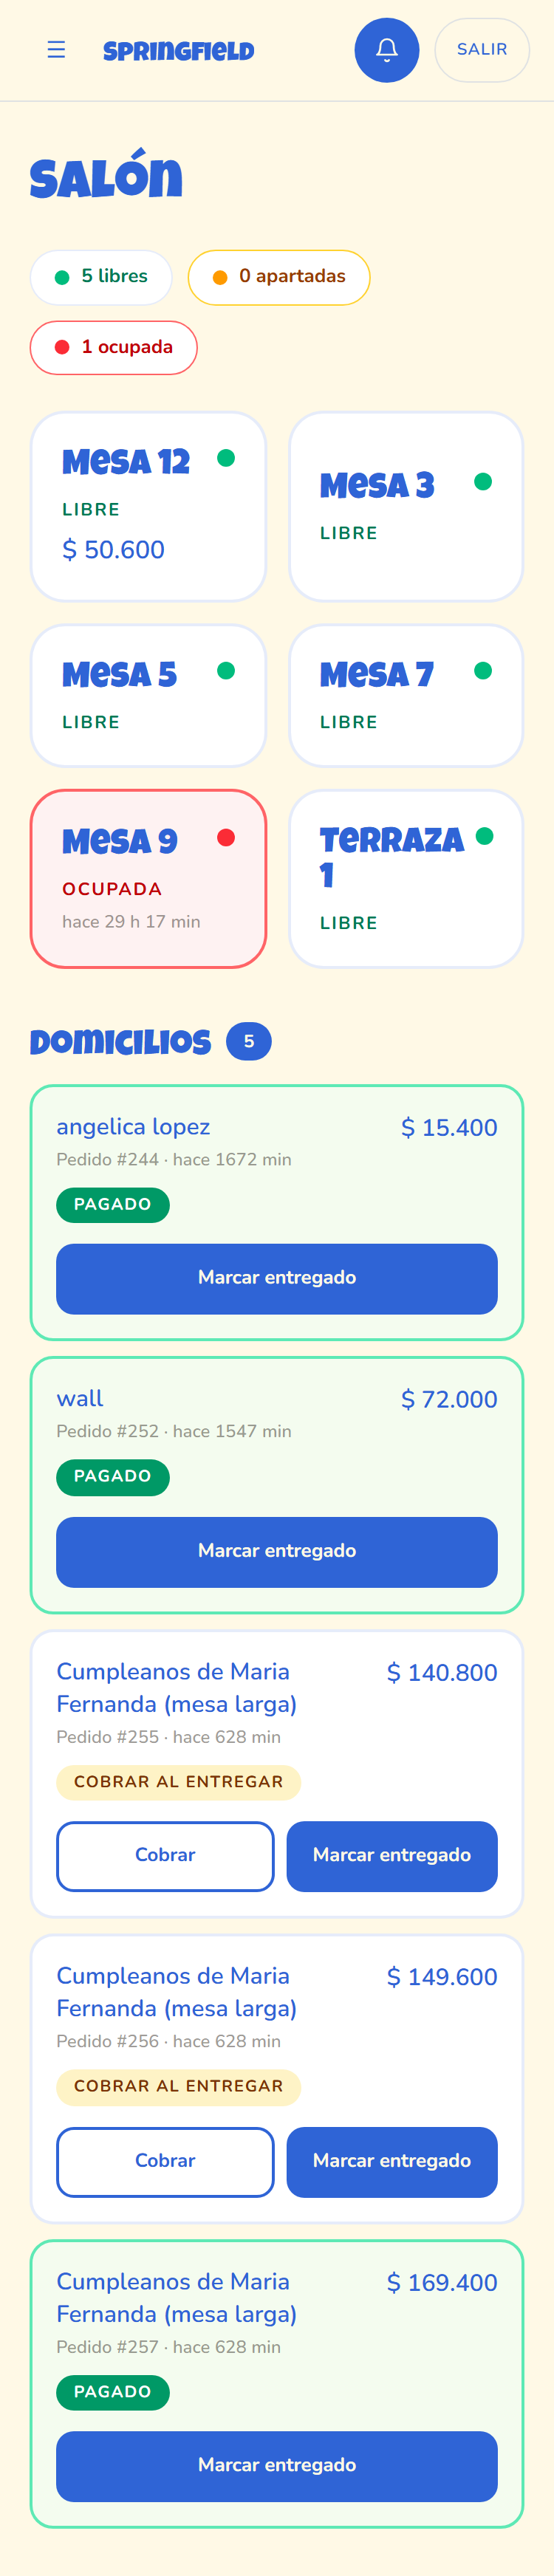 ☰ SPRINGFIELD SALIR
Salón
5 libres 0 apartadas
1 ocupada
Mesa 12
LIBRE
$ 50.600
Mesa 3
LIBRE
Mesa 5
LIBRE
Mesa 7
LIBRE
Mesa 9
OCUPADA
hace 29 h 17 min
Terraza
1
LIBRE
Domicilios 5
angelica lopez $ 15.400
Pedido #244 · hace 1672 min
PAGADO
Marcar entregado
wall $ 72.000
Pedido #252 · hace 1547 min
PAGADO
Marcar entregado
Cumpleanos de Maria $ 140.800
Fernanda (mesa larga)
Pedido #255 · hace 628 min
COBRAR AL ENTREGAR
Cobrar Marcar entregado
Cumpleanos de Maria $ 149.600
Fernanda (mesa larga)
Pedido #256 · hace 628 min
COBRAR AL ENTREGAR
Cobrar Marcar entregado
Cumpleanos de Maria $ 169.400
Fernanda (mesa larga)
Pedido #257 · hace 628 min
PAGADO
Marcar entregado